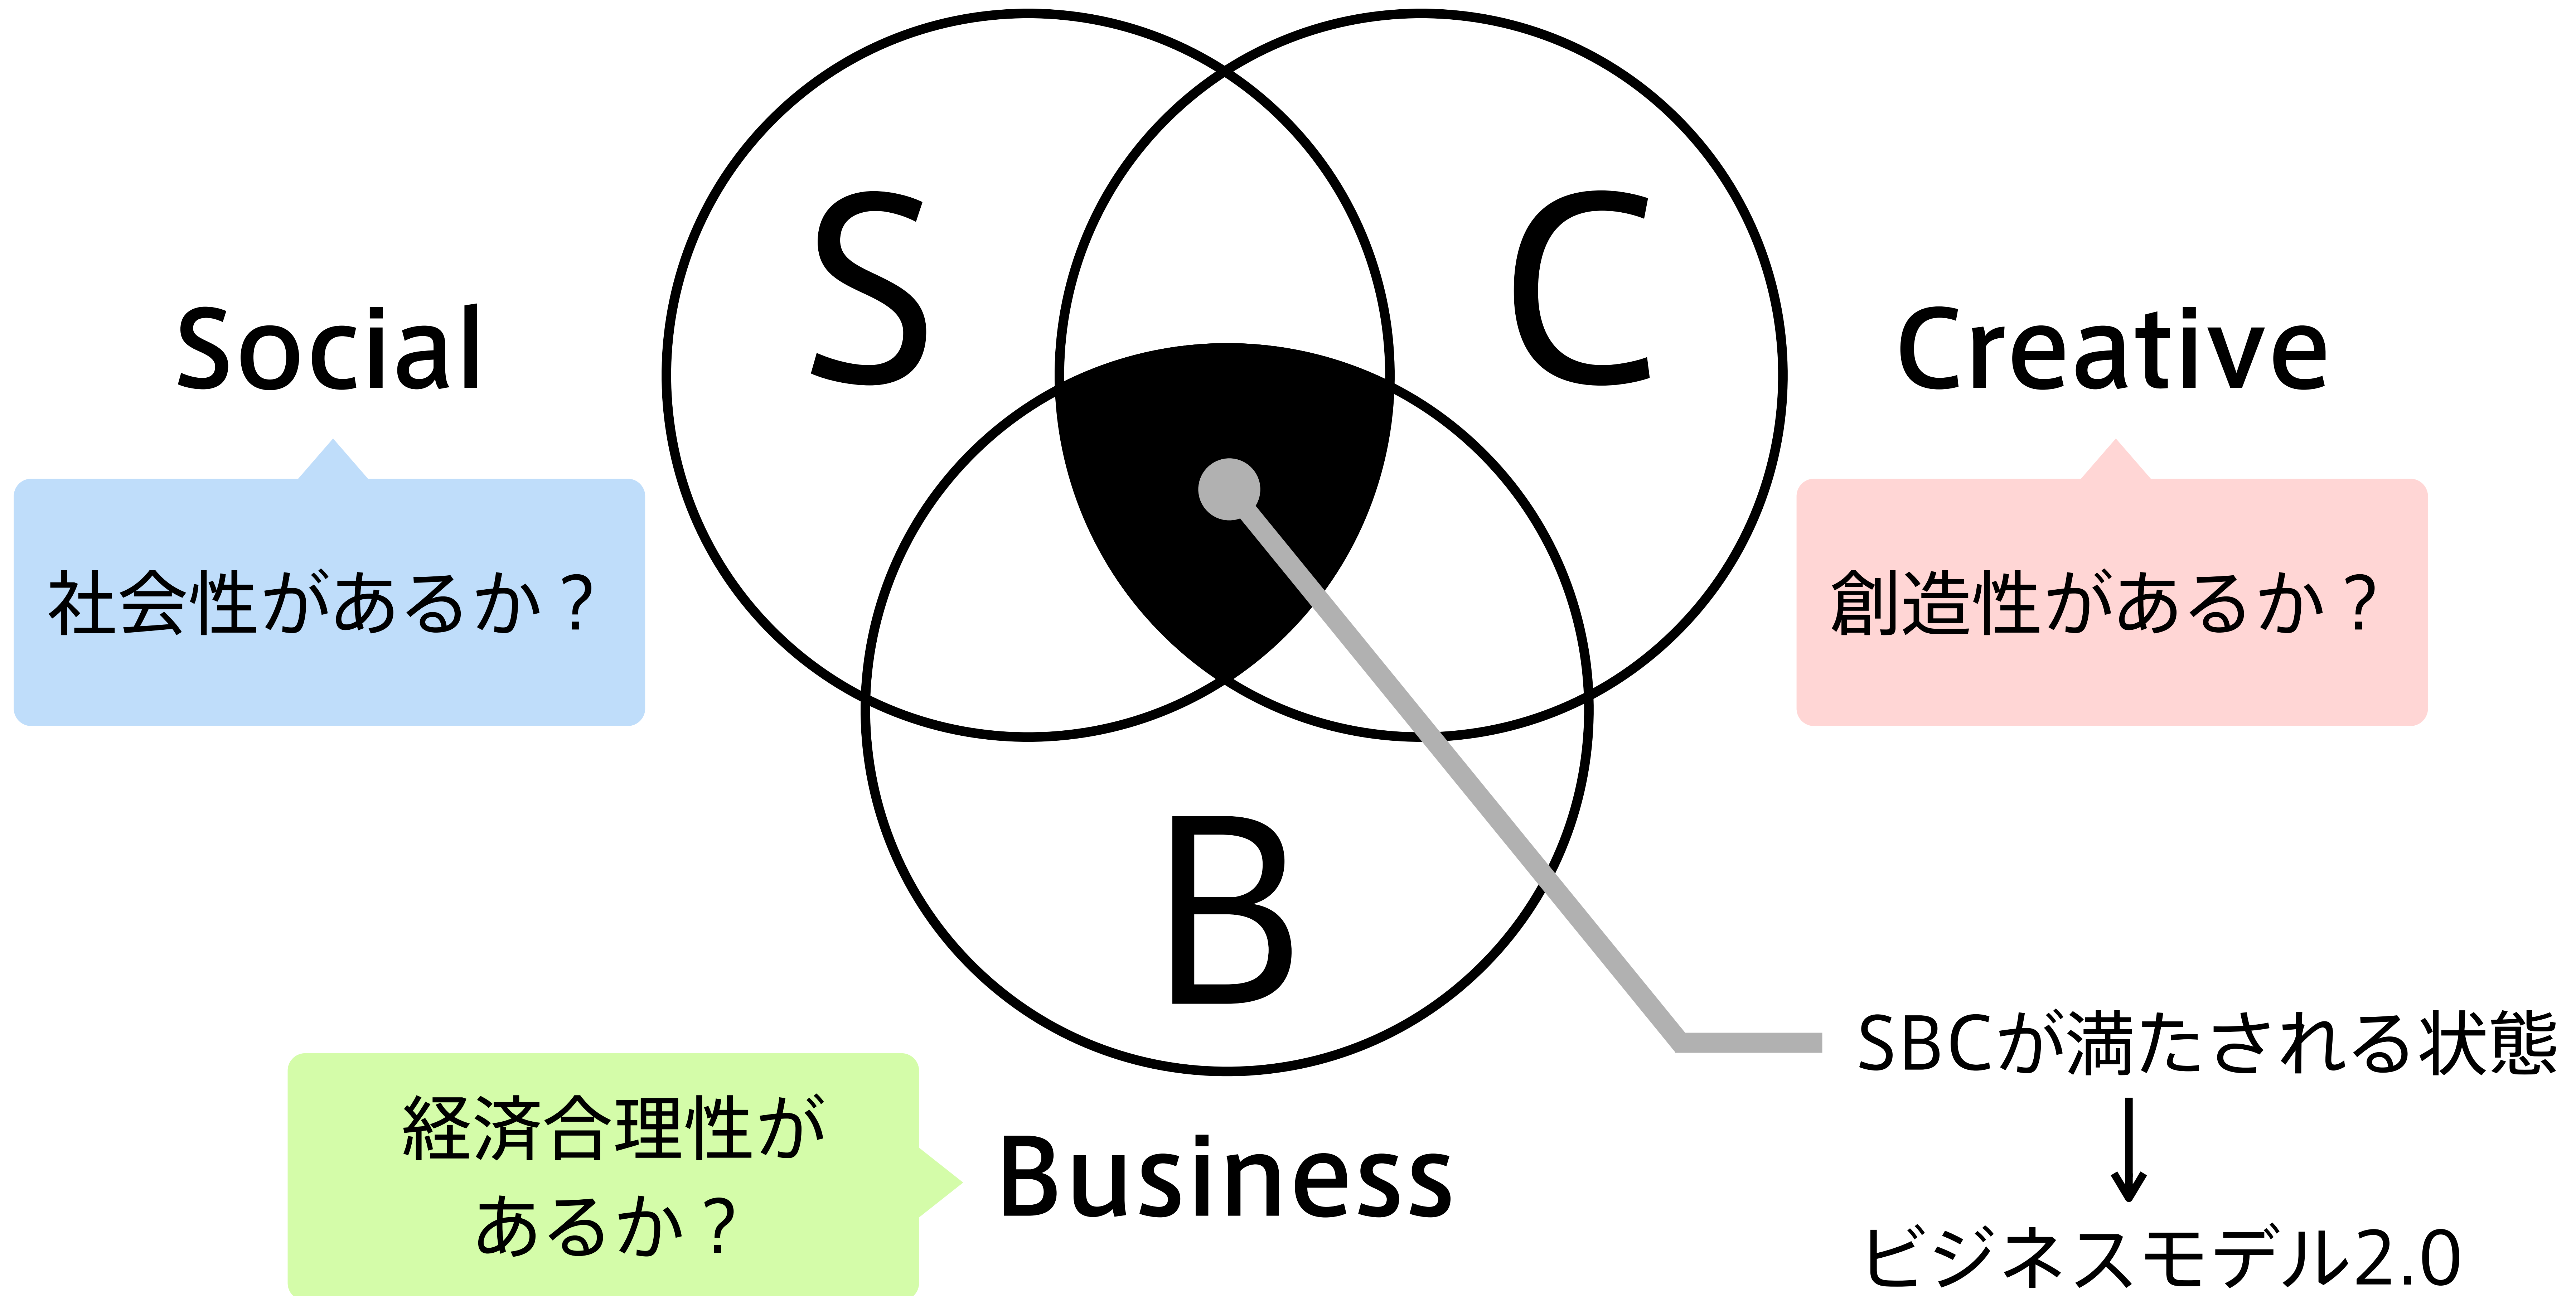 S
C
Social
Creative
社会性があるか？
創造性があるか？
B
SBCが満たされる状態
経済合理性が
あるか？
Business
ビジネスモデル2.0